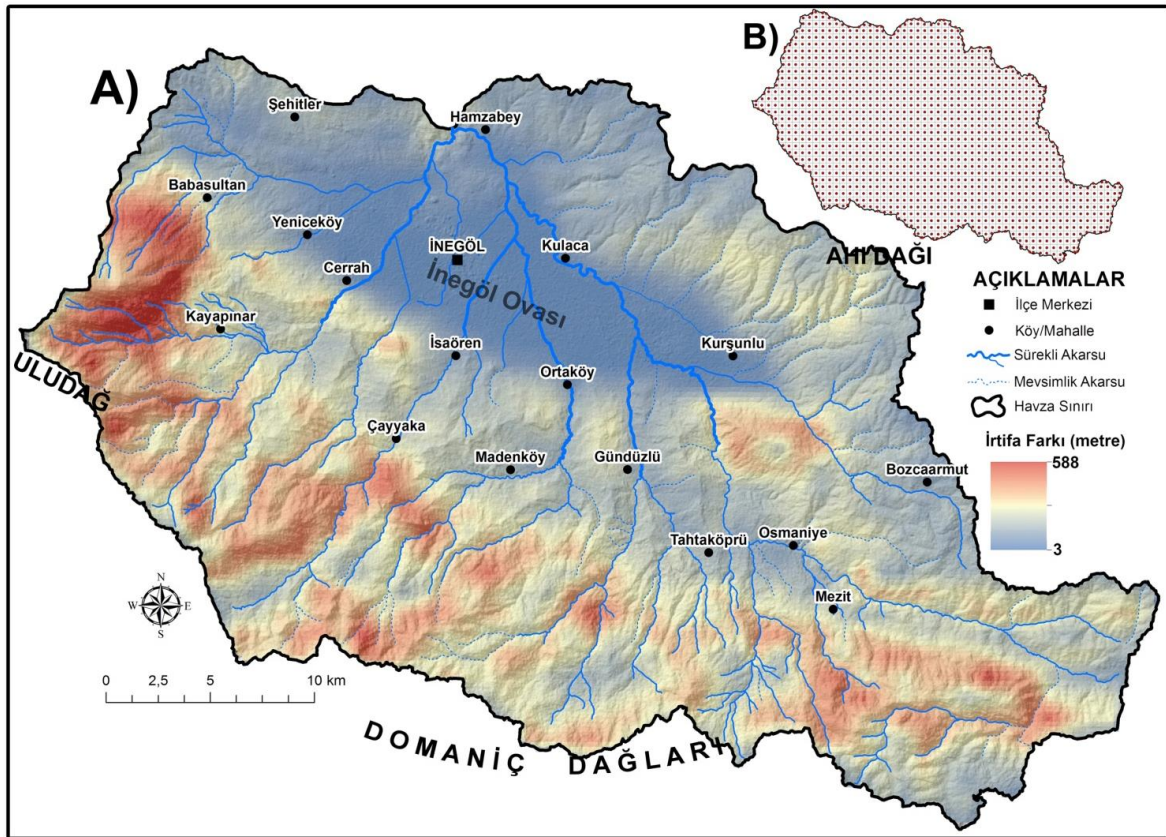 A)
B)
Şehitler
Hamzabey
Babasultan
Yeniceköy
İNEGÖL
Kulaca
AHI DAĞI
Cerrah
İnegöl Ovası
Kayapınar
İsaören
Kurşunlu
ULUDAĞ
Ortaköy
Çayyaka
Madenköy
Gündüzlü
Bozcaarmut
Tahtaköprü
Osmaniye
Mezit
DOMANİÇ DAĞLARI
AÇIKLAMALAR
İlçe Merkezi
Köy/Mahalle
Sürekli Akarsu
Mevsimlik Akarsu
Havza Sınırı
İrtifa Farkı (metre)
588
3
N
W E
S
0 2,5 5 10 km